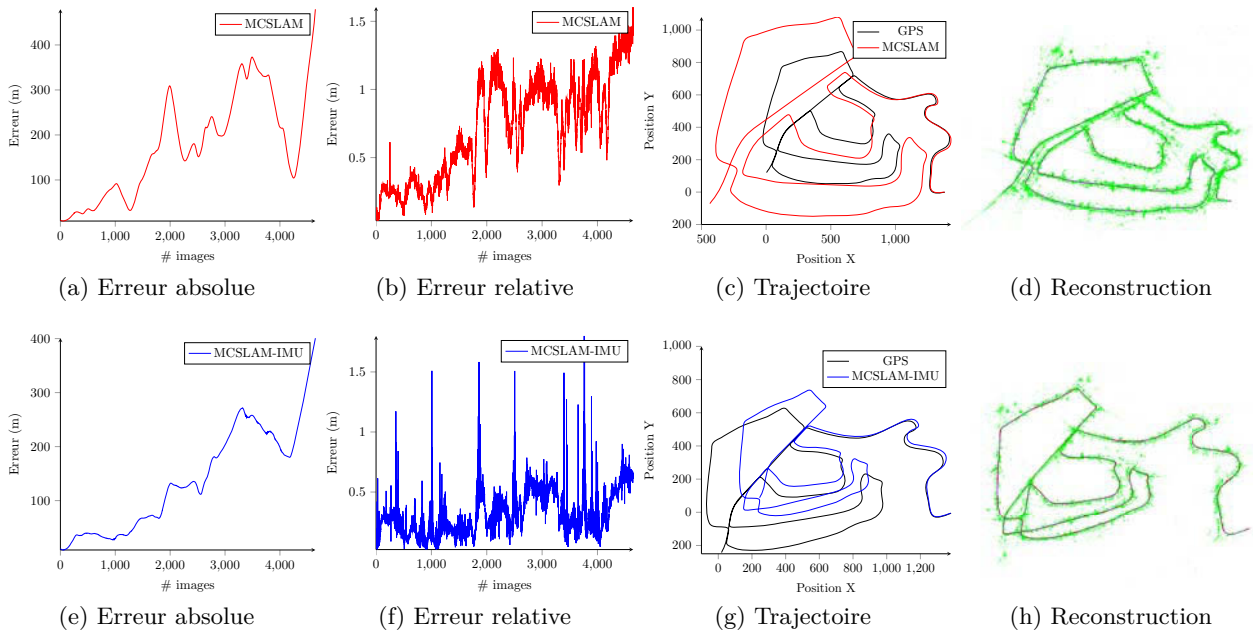 MCSLAM
Erreur (m)
400
300
200
100
0
1,000
2,000
3,000
4,000
# images
(a) Erreur absolue
MCSLAM
Erreur (m)
1.5
1
0.5
0
1,000
2,000
3,000
4,000
# images
(b) Erreur relative
GPS
MCSLAM
Position Y
1,000
800
600
400
200
0
200
500
0
500
1,000
Position X
(c) Trajectoire
(d) Reconstruction
MCSLAM-IMU
Erreur (m)
400
300
200
100
0
1,000
2,000
3,000
4,000
# images
(e) Erreur absolue
MCSLAM-IMU
Erreur (m)
1.5
1
0.5
0
1,000
2,000
3,000
4,000
# images
(f) Erreur relative
GPS
MCSLAM-IMU
Position Y
1,000
800
600
400
200
0
200
0
200
400
600
800
1,000
1,200
Position X
(g) Trajectoire
(h) Reconstruction